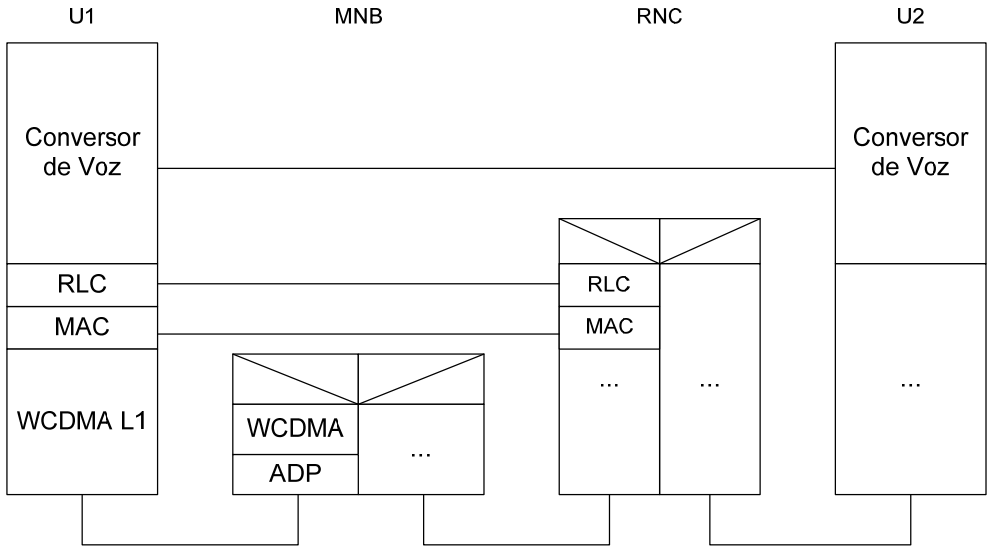 U1 MNB RNC U2
Conversor
de Voz
Conversor
de Voz
RLC
RLC
MAC
MAC
WCDMA L1
...
...
...
WCDMA
...
ADP